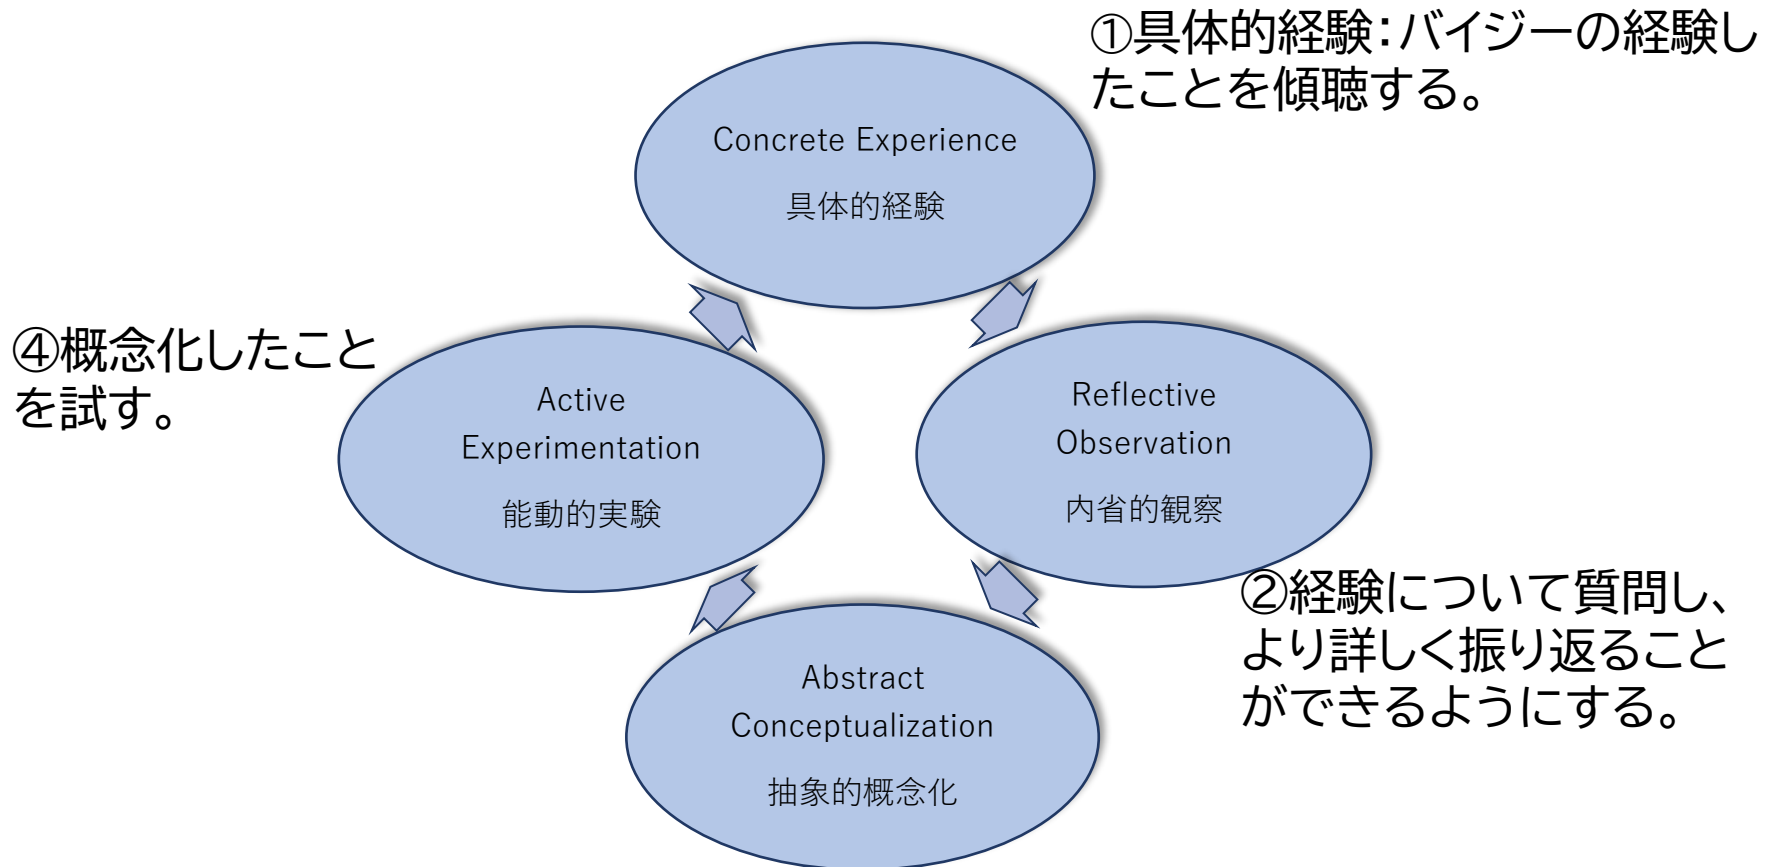 ①具体的経験：バイジーの経験し
たことを傾聴する。
Concrete Experience
具体的経験
④概念化したこと
を試す。
Active
Experimentation
能動的実験
Reflective
Observation
内省的観察
②経験について質問し、
より詳しく振り返ること
ができるようにする。
Abstract
Conceptualization
抽象的概念化